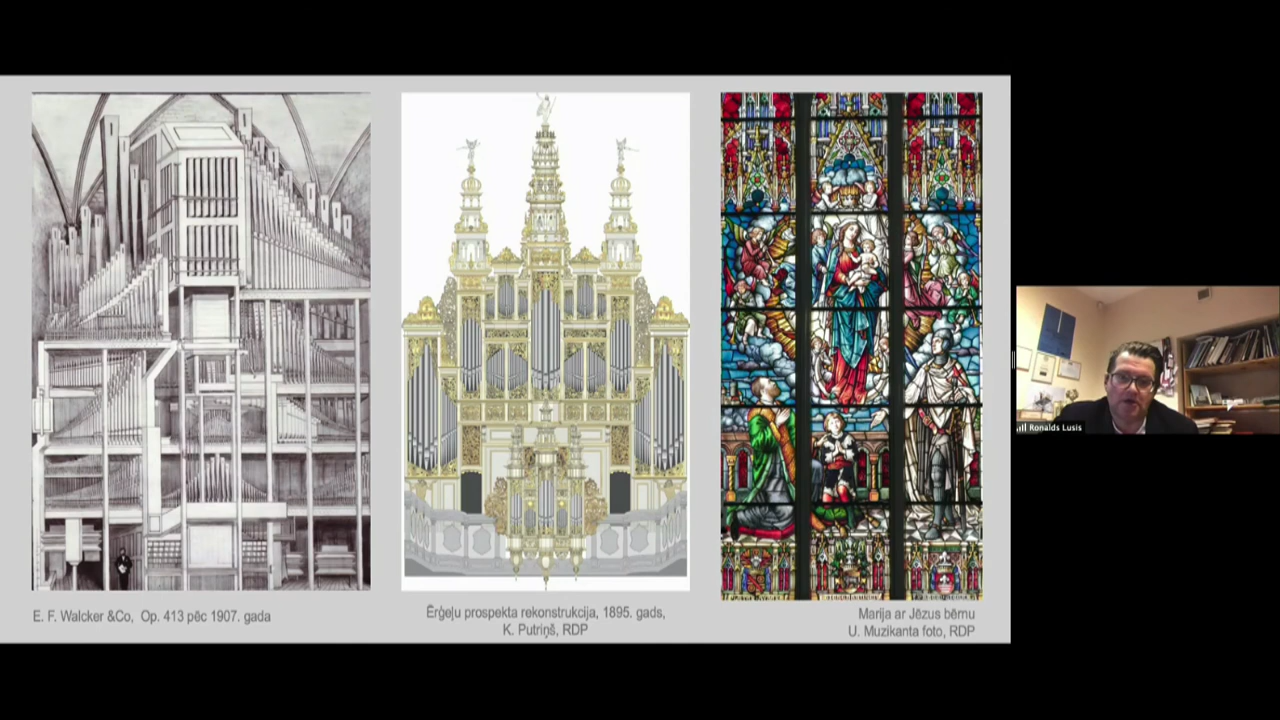 E. F. Walcker &Co, Op. 413 pēc 1907. gada
Ērģeļu prospekta rekonstrukcija, 1895. gads,
K. Putriņš, RDP
Marija ar Jēzus bērnu
U. Muzikanta foto, RDP
Ronalds Lusis